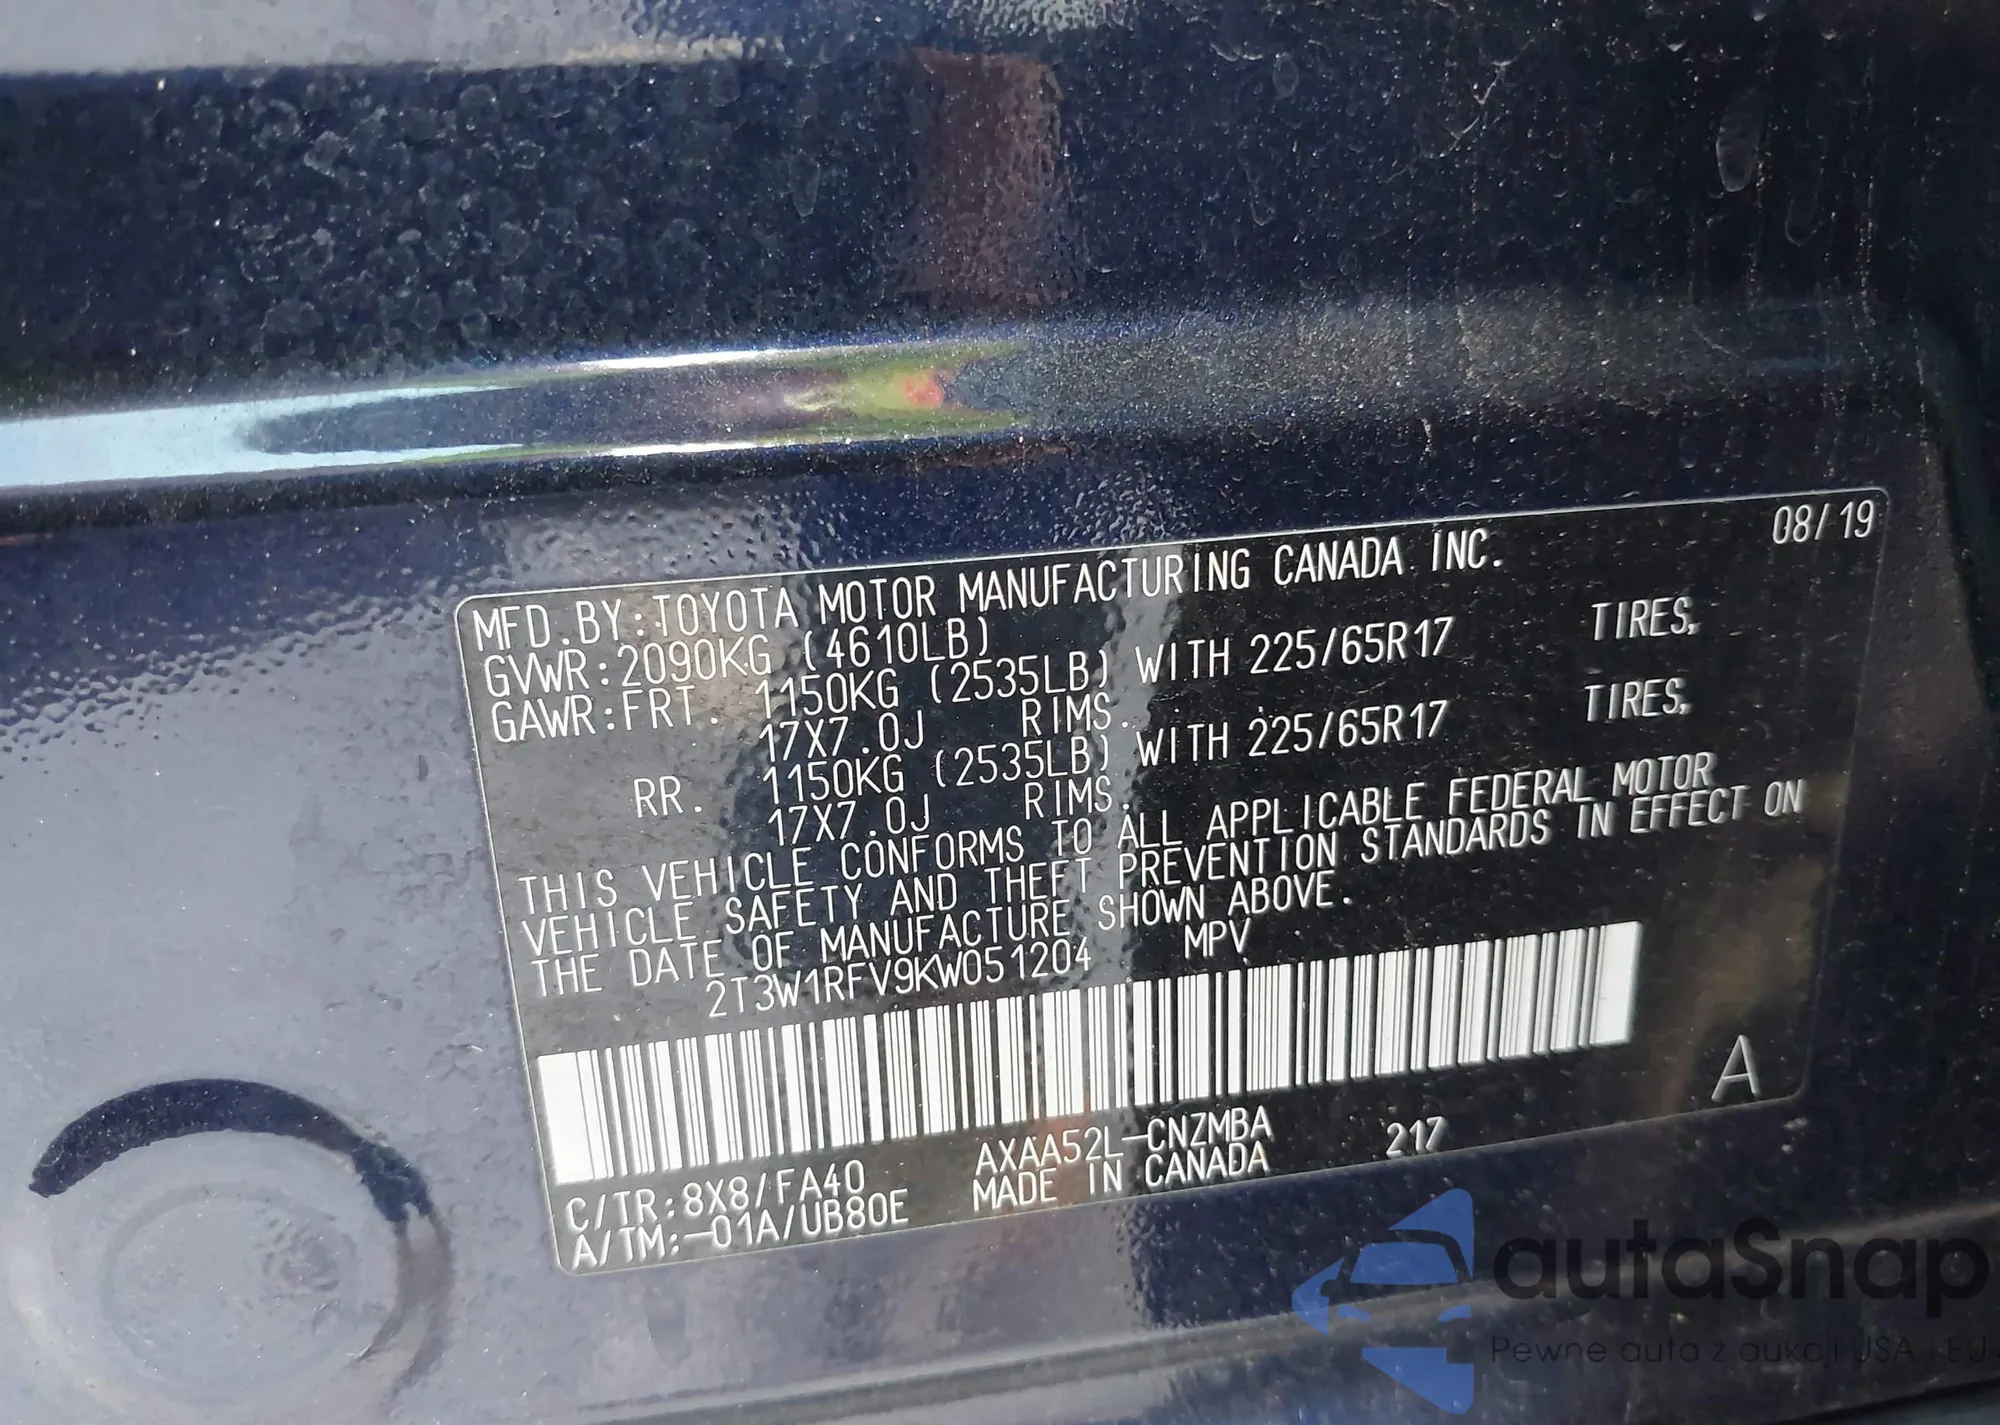 08/19
MFD.BY:TOYOTA MOTOR MANUFACTURING CANADA INC.
GVWR:2090KG (4610LB)
GAWR:FRT. 1150KG (2535LB) WITH 225/65R17 TIRES,
17X7.0J RIMS.
RR. 1150KG (2535LB) WITH 225/65R17 TIRES,
17X7.0J RIMS.
THIS VEHICLE CONFORMS TO ALL APPLICABLE FEDERAL MOTOR
VEHICLE SAFETY AND THEFT PREVENTION STANDARDS IN EFFECT ON
THE DATE OF MANUFACTURE SHOWN ABOVE.
2T3W1RFV9KW051204 MPV
A
C/TR:8X8/FA40 AXAA52L-CNZMBA 217
A/TM:-01A/UB80E MADE IN CANADA
autaSnap
Pewne auta z aukcji USA i EU